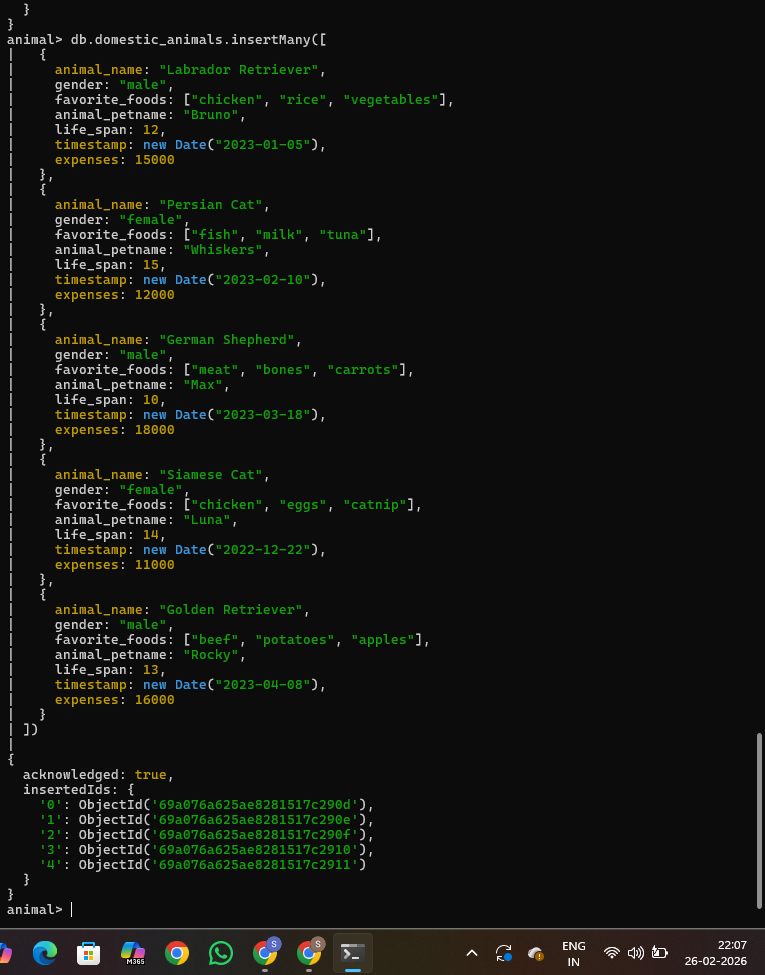 }
}
animal> db.domestic_animals.insertMany([
|   {
|     animal_name: "Labrador Retriever",
|     gender: "male",
|     favorite_foods: ["chicken", "rice", "vegetables"],
|     animal_petname: "Bruno",
|     life_span: 12,
|     timestamp: new Date("2023-01-05"),
|     expenses: 15000
|   },
|   {
|     animal_name: "Persian Cat",
|     gender: "female",
|     favorite_foods: ["fish", "milk", "tuna"],
|     animal_petname: "Whiskers",
|     life_span: 15,
|     timestamp: new Date("2023-02-10"),
|     expenses: 12000
|   },
|   {
|     animal_name: "German Shepherd",
|     gender: "male",
|     favorite_foods: ["meat", "bones", "carrots"],
|     animal_petname: "Max",
|     life_span: 10,
|     timestamp: new Date("2023-03-18"),
|     expenses: 18000
|   },
|   {
|     animal_name: "Siamese Cat",
|     gender: "female",
|     favorite_foods: ["chicken", "eggs", "catnip"],
|     animal_petname: "Luna",
|     life_span: 14,
|     timestamp: new Date("2022-12-22"),
|     expenses: 11000
|   },
|   {
|     animal_name: "Golden Retriever",
|     gender: "male",
|     favorite_foods: ["beef", "potatoes", "apples"],
|     animal_petname: "Rocky",
|     life_span: 13,
|     timestamp: new Date("2023-04-08"),
|     expenses: 16000
|   }
| ])
|
{
  acknowledged: true,
  insertedIds: {
    '0': ObjectId('69a076a625ae8281517c290d'),
    '1': ObjectId('69a076a625ae8281517c290e'),
    '2': ObjectId('69a076a625ae8281517c290f'),
    '3': ObjectId('69a076a625ae8281517c2910'),
    '4': ObjectId('69a076a625ae8281517c2911')
  }
}
animal>
M365
S
S
ENG
IN
22:07
26-02-2026